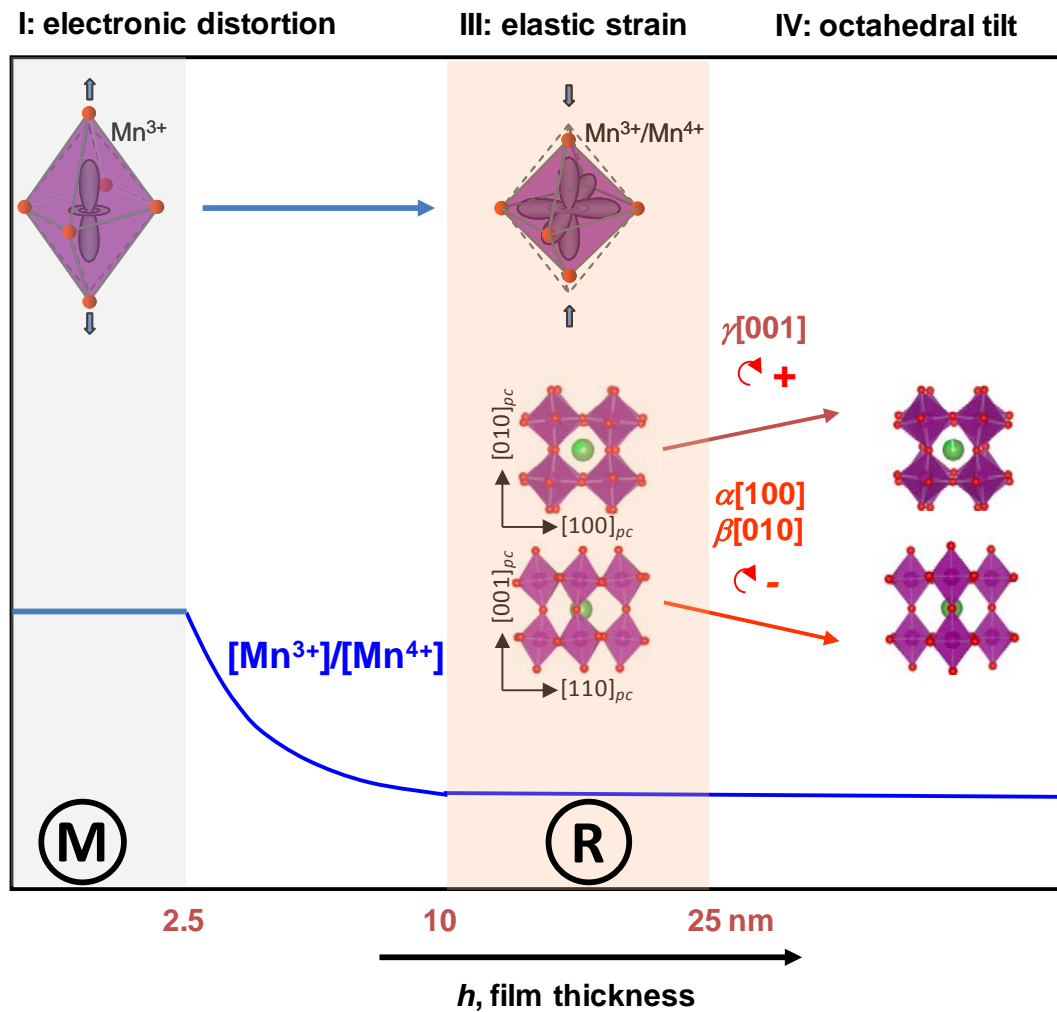 I: electronic distortion
III: elastic strain
IV: octahedral tilt
Mn³⁺
Mn³⁺/Mn⁴⁺
γ[001]
+
[010]pc
[100]pc
α[100]
β[010]
-
[001]pc
[110]pc
[Mn³⁺]/[Mn⁴⁺]
M
R
2.5
10
25 nm
h, film thickness